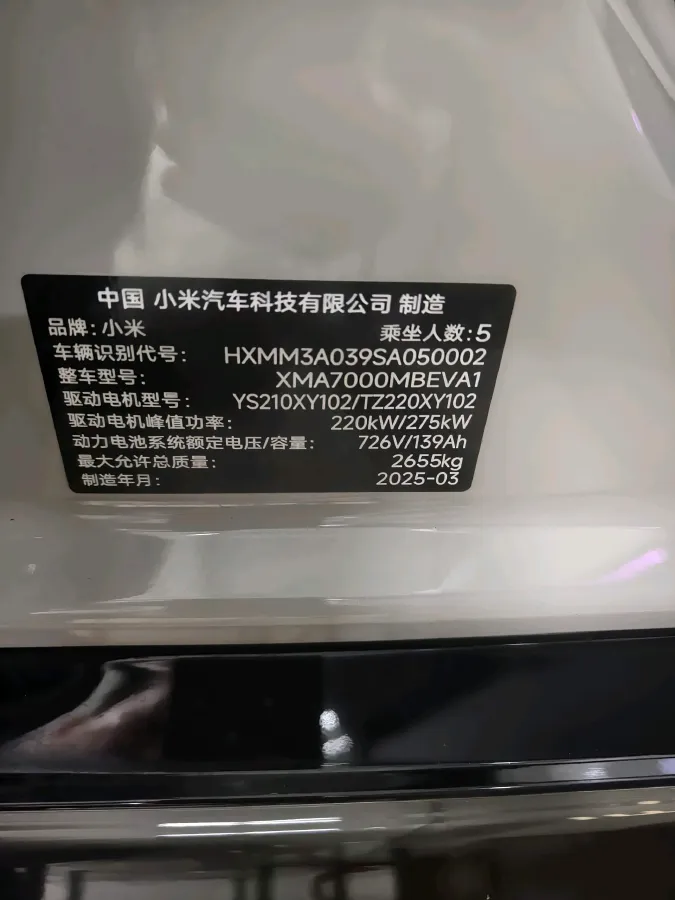 中国 小米汽车科技有限公司 制造
品牌：小米 乘坐人数：5
车辆识别代号： HXMM3A039SA050002
整车型号： XMA7000MBEVA1
驱动电机型号： YS210XY102/TZ220XY102
驱动电机峰值功率： 220kW/275kW
动力电池系统额定电压/容量： 726V/139Ah
最大允许总质量： 2655kg
制造年月： 2025-03